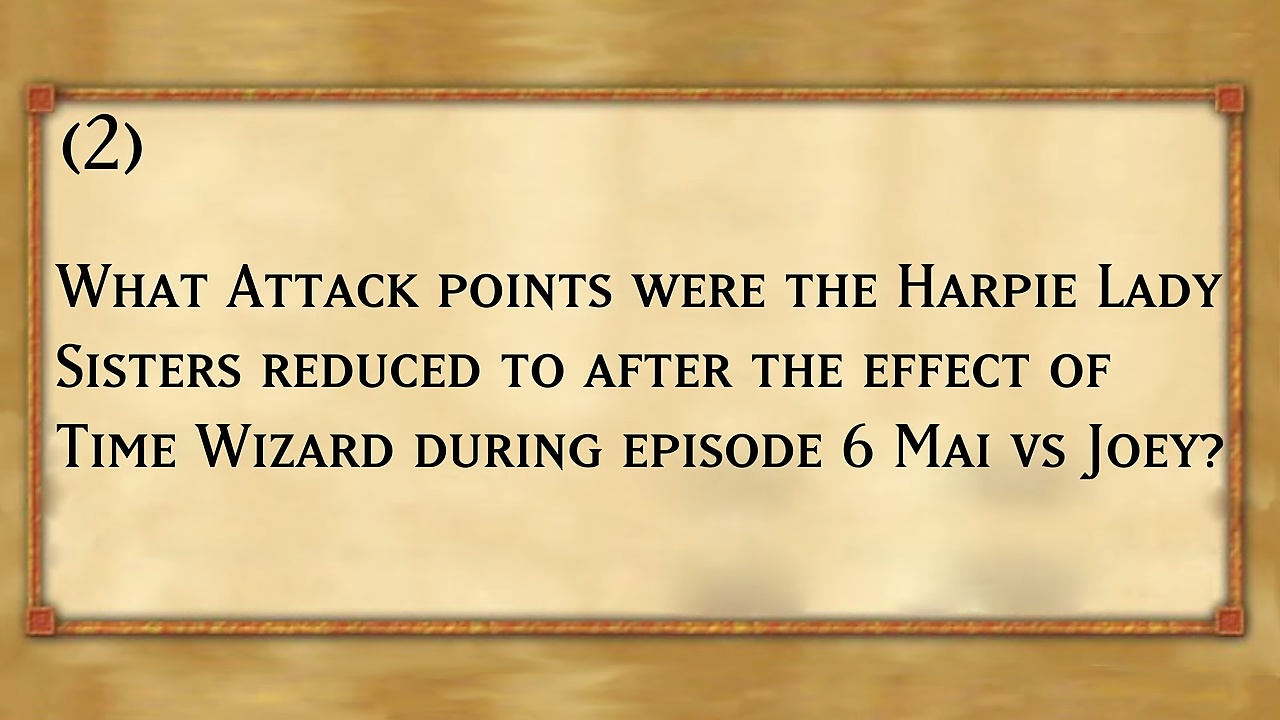 (2)
What Attack points were the Harpie Lady
Sisters reduced to after the effect of
Time Wizard during episode 6 Mai vs Joey?